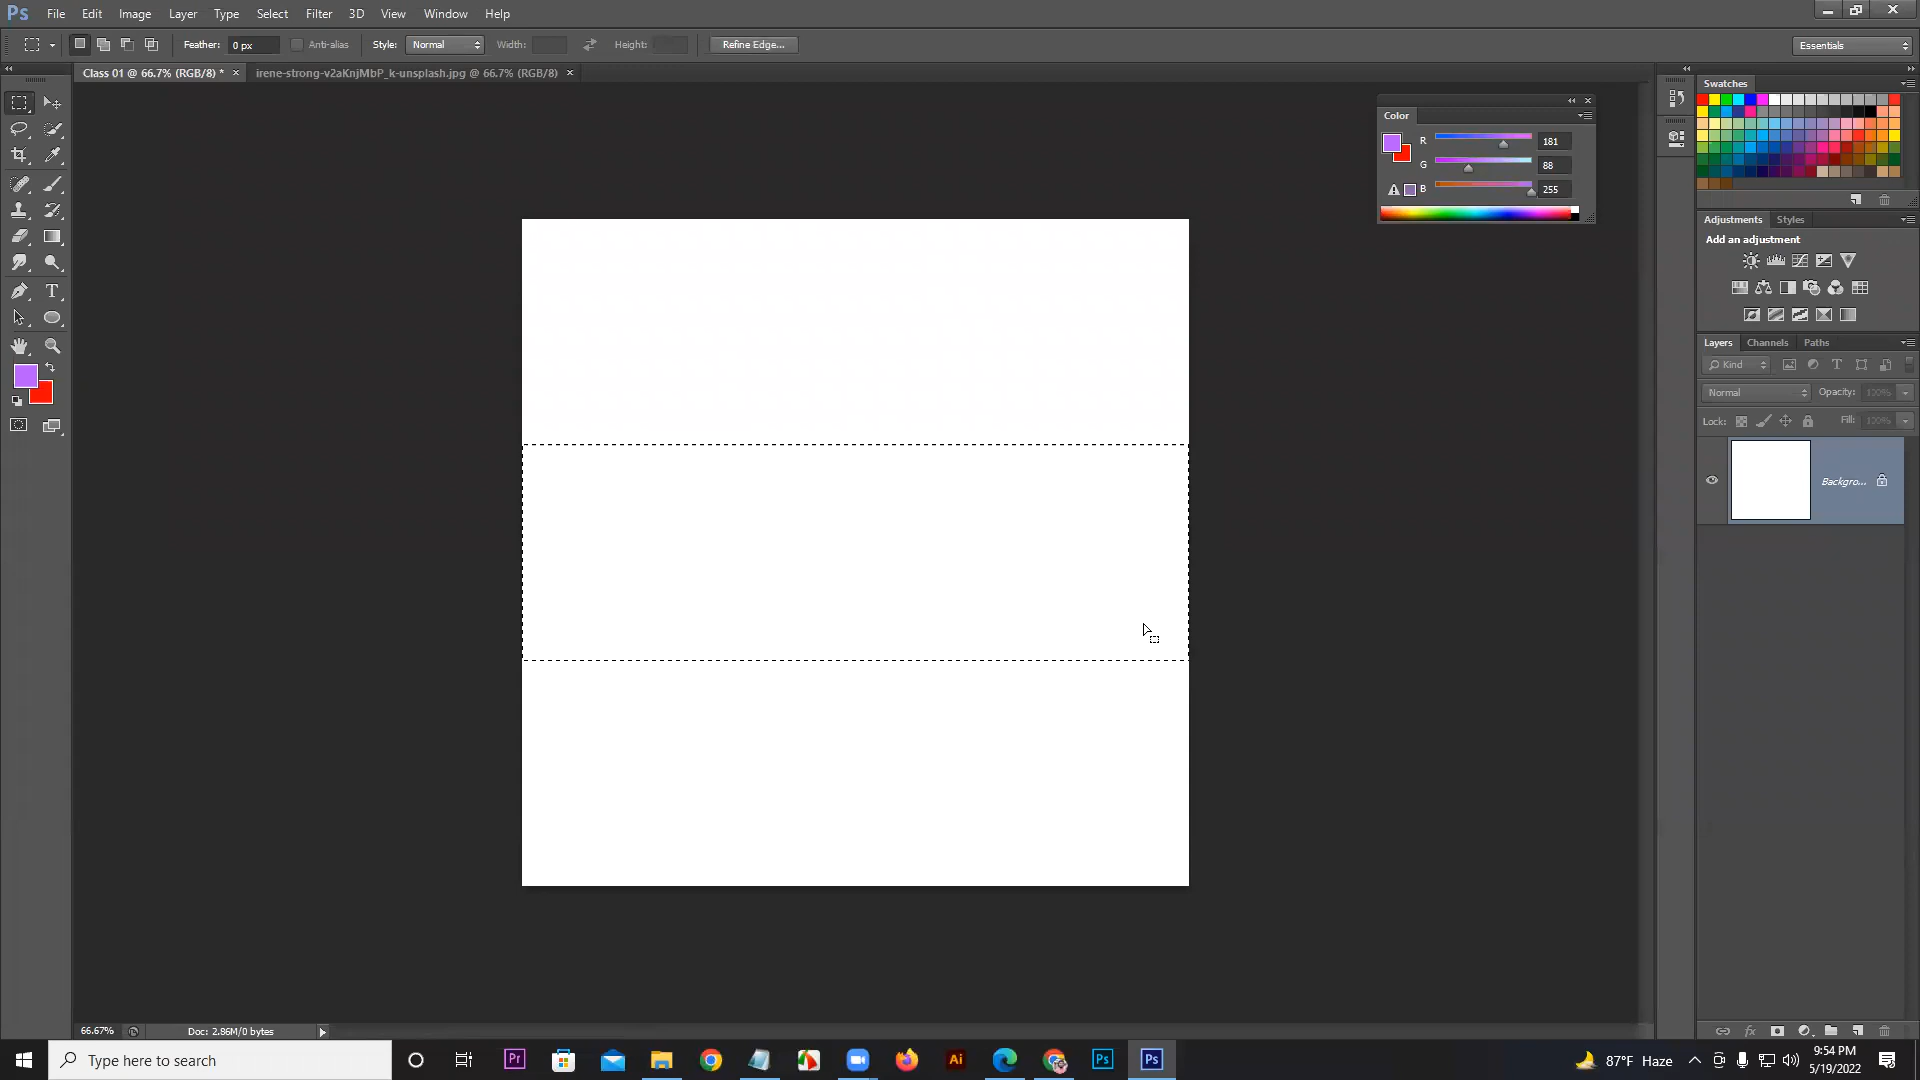 Ps File Edit Image Layer Type Select Filter 3D View Window Help
Feather: 0 px Anti-alias Style: Normal Width: Height: Refine Edge... Essentials
Class 01 @ 66.7% (RGB/8) * × irene-strong-v2aKnjMbP_k-unsplash.jpg @ 66.7% (RGB/8) ×
Swatches
Color
R 181
G 88
B 255
Adjustments Styles
Add an adjustment
Layers Channels Paths
Kind
Normal Opacity: 100%
Lock: Fill: 100%
Backgro...
66.67% Doc: 2.86M/0 bytes
Type here to search
Pr Ai Ps Ps
87°F Haze
9:54 PM
5/19/2022